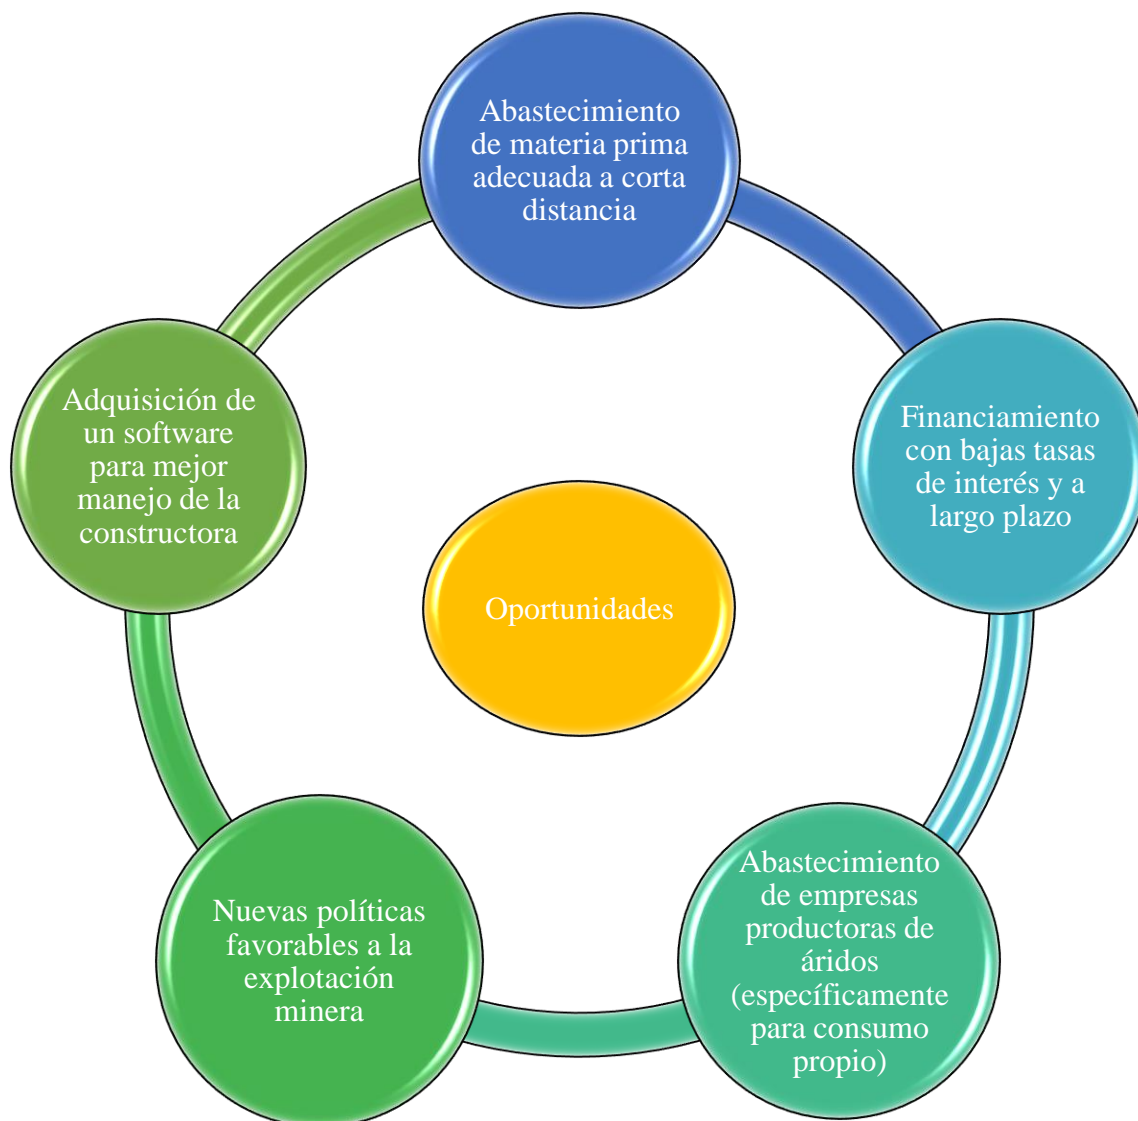 Abastecimiento
de materia prima
adecuada a corta
distancia
Financiamiento
con bajas tasas
de interés y a
largo plazo
Abastecimiento
de empresas
productoras de
áridos
(específicamente
para consumo
propio)
Nuevas políticas
favorables a la
explotación
minera
Adquisición de
un software
para mejor
manejo de la
constructora
Oportunidades